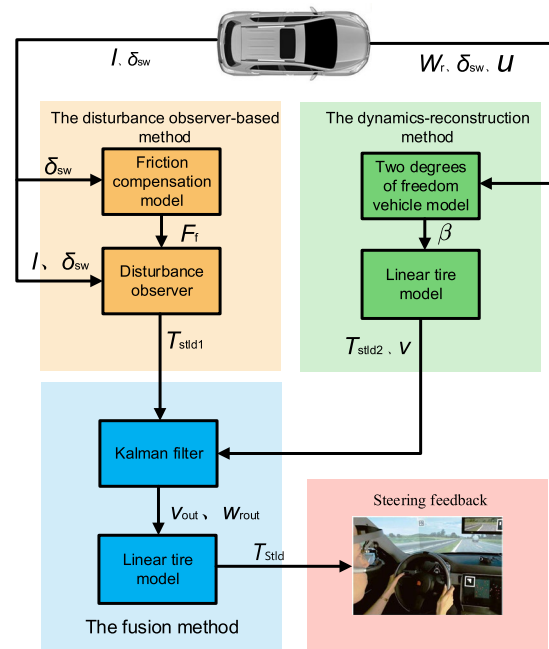 I、δsw
Wr、δsw、u
The disturbance observer-based
method
The dynamics-reconstruction
method
δsw
Friction
compensation
model
Two degrees
of freedom
vehicle model
Ff
β
I、δsw
Disturbance
observer
Linear tire
model
Tstld1
Tstld2、v
Kalman filter
vout、wrout
Steering feedback
Linear tire
model
TStld
The fusion method